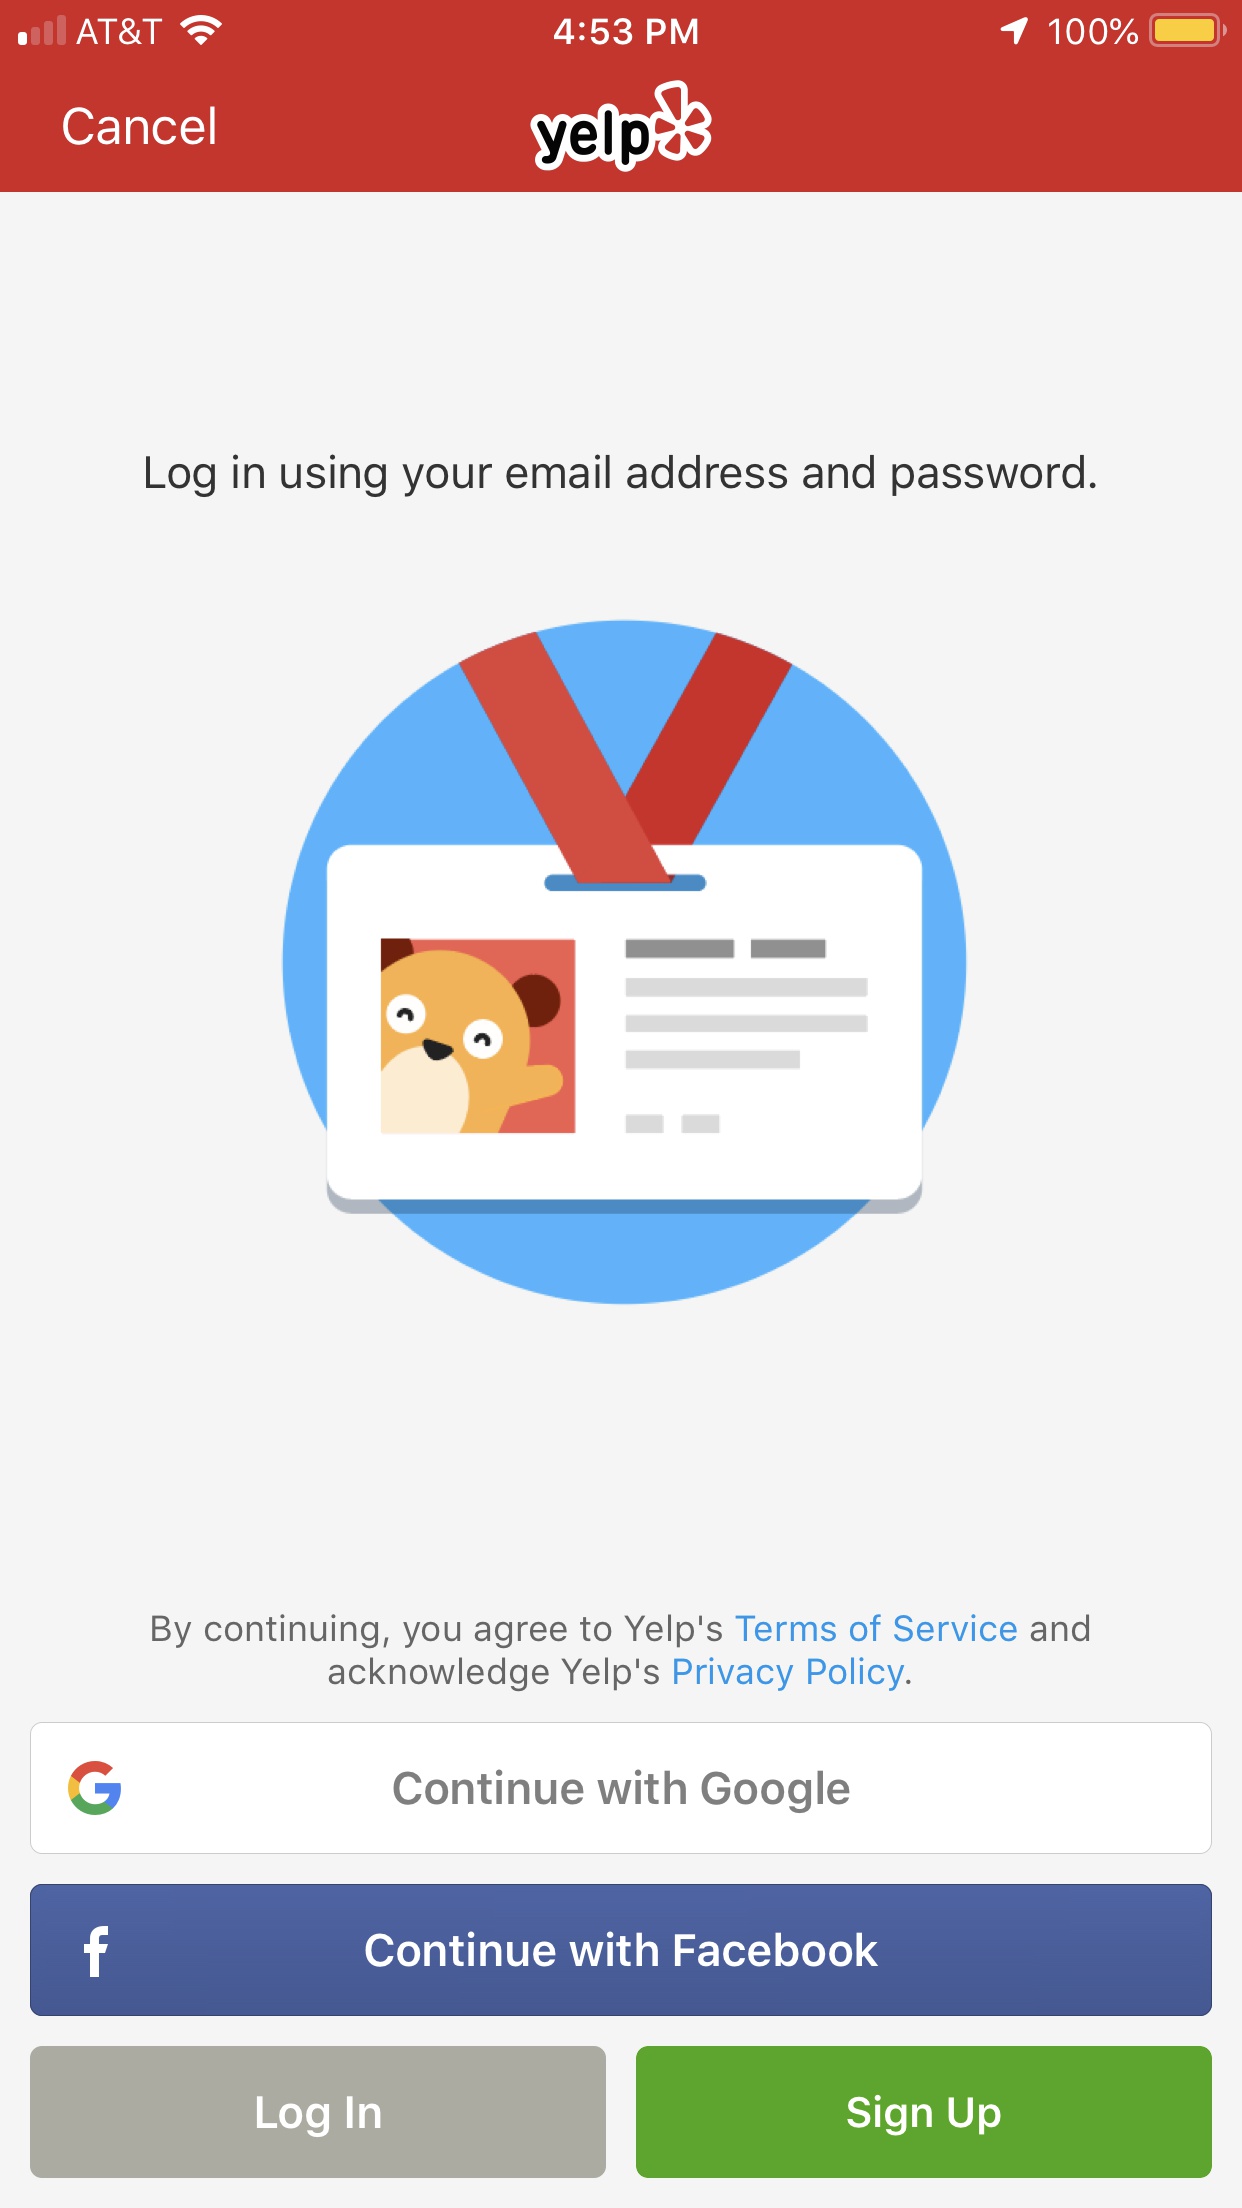 AT&T 4:53 PM 100%
Cancel yelp
Log in using your email address and password.
By continuing, you agree to Yelp's Terms of Service and
acknowledge Yelp's Privacy Policy.
Continue with Google
f Continue with Facebook
Log In Sign Up